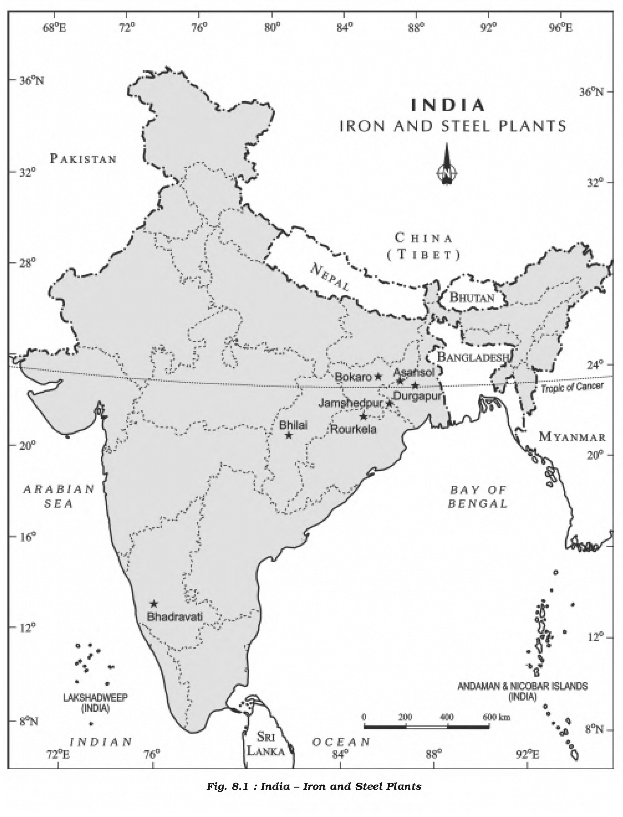 68°E 72° 76° 80° 84° 88° 92° 96°E
36°N 36°N
INDIA
IRON AND STEEL PLANTS
N
PAKISTAN
32° 32°
CHINA
(TIBET)
28°
NEPAL
BHUTAN
BANGLADESH
24°
Asansol
Bokaro
Tropic of Cancer
Durgapur
Jamshedpur
Bhilai
Rourkela
MYANMAR
20° 20°
ARABIAN
SEA
BAY OF
BENGAL
16°
Bhadravati
12° 12°
LAKSHADWEEP
(INDIA)
ANDAMAN & NICOBAR ISLANDS
(INDIA)
0 200 400 600 km
8°N 8°N
INDIAN OCEAN
SRI
LANKA
72°E 76° 84° 88° 92°E
Fig. 8.1 : India – Iron and Steel Plants